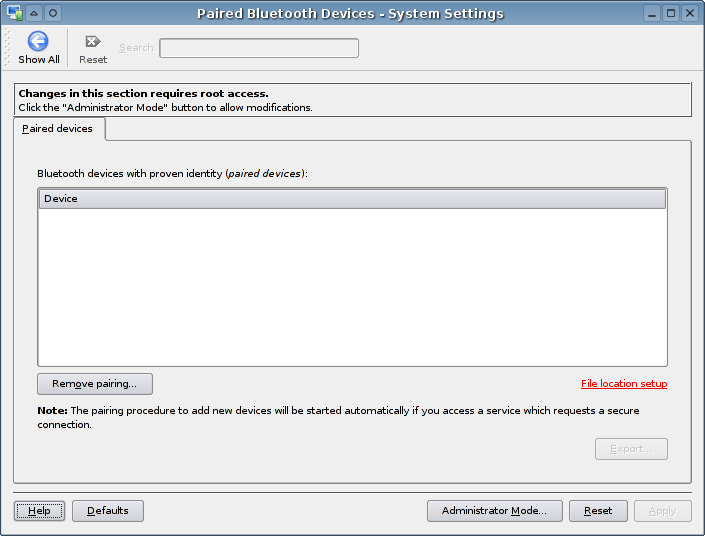 Paired Bluetooth Devices - System Settings
Show All
Reset
Search:
Changes in this section requires root access.
Click the "Administrator Mode" button to allow modifications.
Paired devices
Bluetooth devices with proven identity (paired devices):
Device
Remove pairing...
File location setup
Note: The pairing procedure to add new devices will be started automatically if you access a service which requests a secure
connection.
Export...
Help
Defaults
Administrator Mode...
Reset
Apply